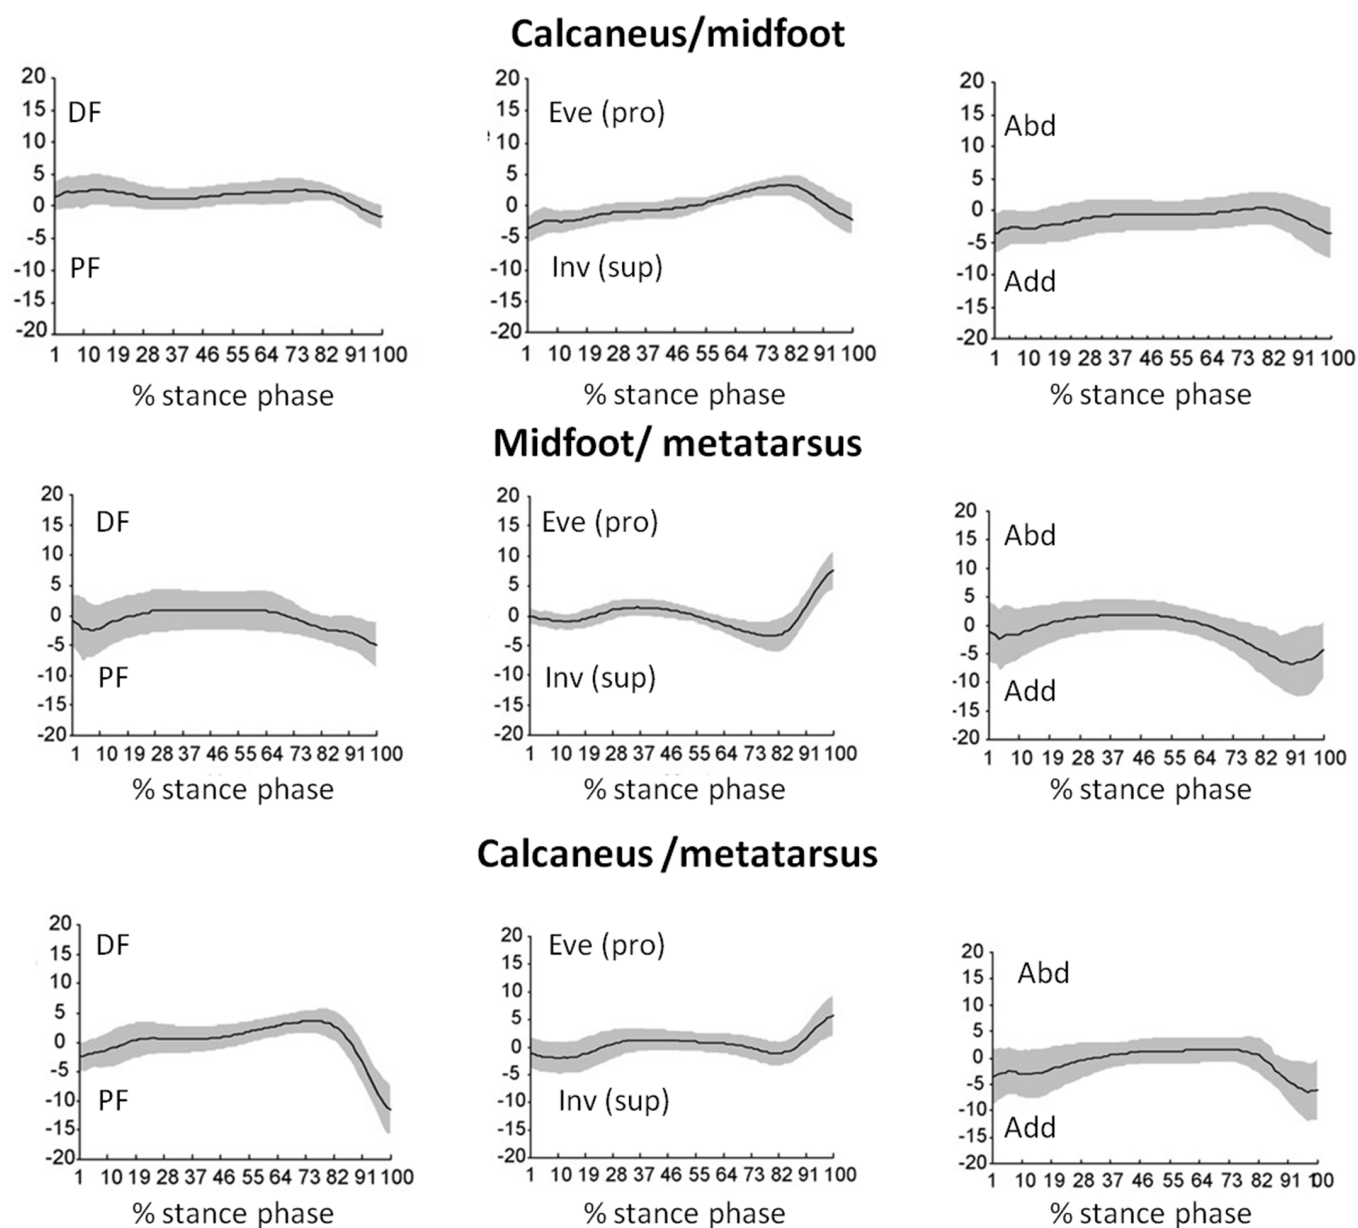 Calcaneus/midfoot
20 15 10 5 0 -5 -10 -15 -20
DF
PF
1 10 19 28 37 46 55 64 73 82 91 100
% stance phase
20 15 10 5 0 -5 -10 -15 -20
Eve (pro)
Inv (sup)
1 10 19 28 37 46 55 64 73 82 91 100
% stance phase
20 15 10 5 0 -5 -10 -15 -20
Abd
Add
1 10 19 28 37 46 55 64 73 82 91 100
% stance phase
Midfoot/ metatarsus
20 15 10 5 0 -5 -10 -15 -20
DF
PF
1 10 19 28 37 46 55 64 73 82 91 100
% stance phase
20 15 10 5 0 -5 -10 -15 -20
Eve (pro)
Inv (sup)
1 10 19 28 37 46 55 64 73 82 91 100
% stance phase
20 15 10 5 0 -5 -10 -15 -20
Abd
Add
1 10 19 28 37 46 55 64 73 82 91 100
% stance phase
Calcaneus /metatarsus
20 15 10 5 0 -5 -10 -15 -20
DF
PF
1 10 19 28 37 46 55 64 73 82 91 100
% stance phase
20 15 10 5 0 -5 -10 -15 -20
Eve (pro)
Inv (sup)
1 10 19 28 37 46 55 64 73 82 91 100
% stance phase
20 15 10 5 0 -5 -10 -15 -20
Abd
Add
1 10 19 28 37 46 55 64 73 82 91 100
% stance phase